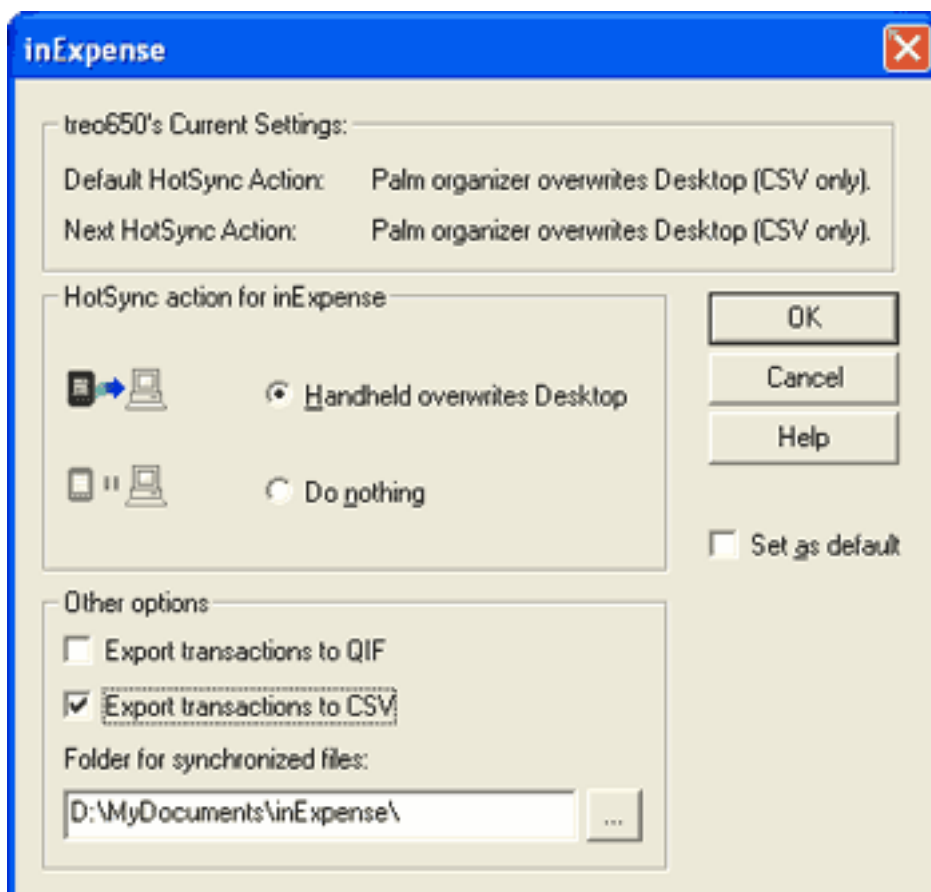 inExpense
treo650's Current Settings:
Default HotSync Action: Palm organizer overwrites Desktop (CSV only).
Next HotSync Action: Palm organizer overwrites Desktop (CSV only).
HotSync action for inExpense
Handheld overwrites Desktop
Do nothing
OK
Cancel
Help
Set as default
Other options
Export transactions to QIF
Export transactions to CSV
Folder for synchronized files:
D:\MyDocuments\inExpense\
...